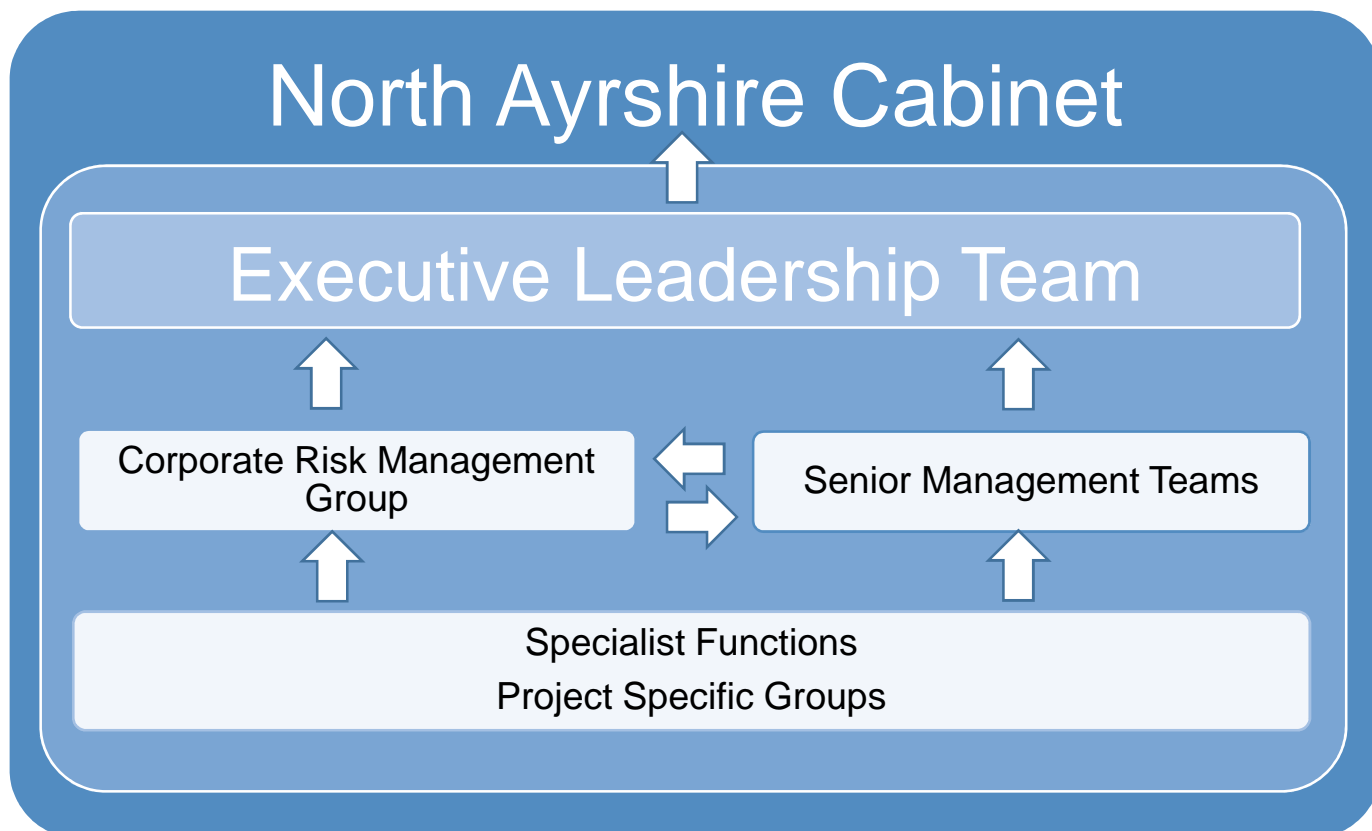 North Ayrshire Cabinet
Executive Leadership Team
Corporate Risk Management
Group
Senior Management Teams
Specialist Functions
Project Specific Groups